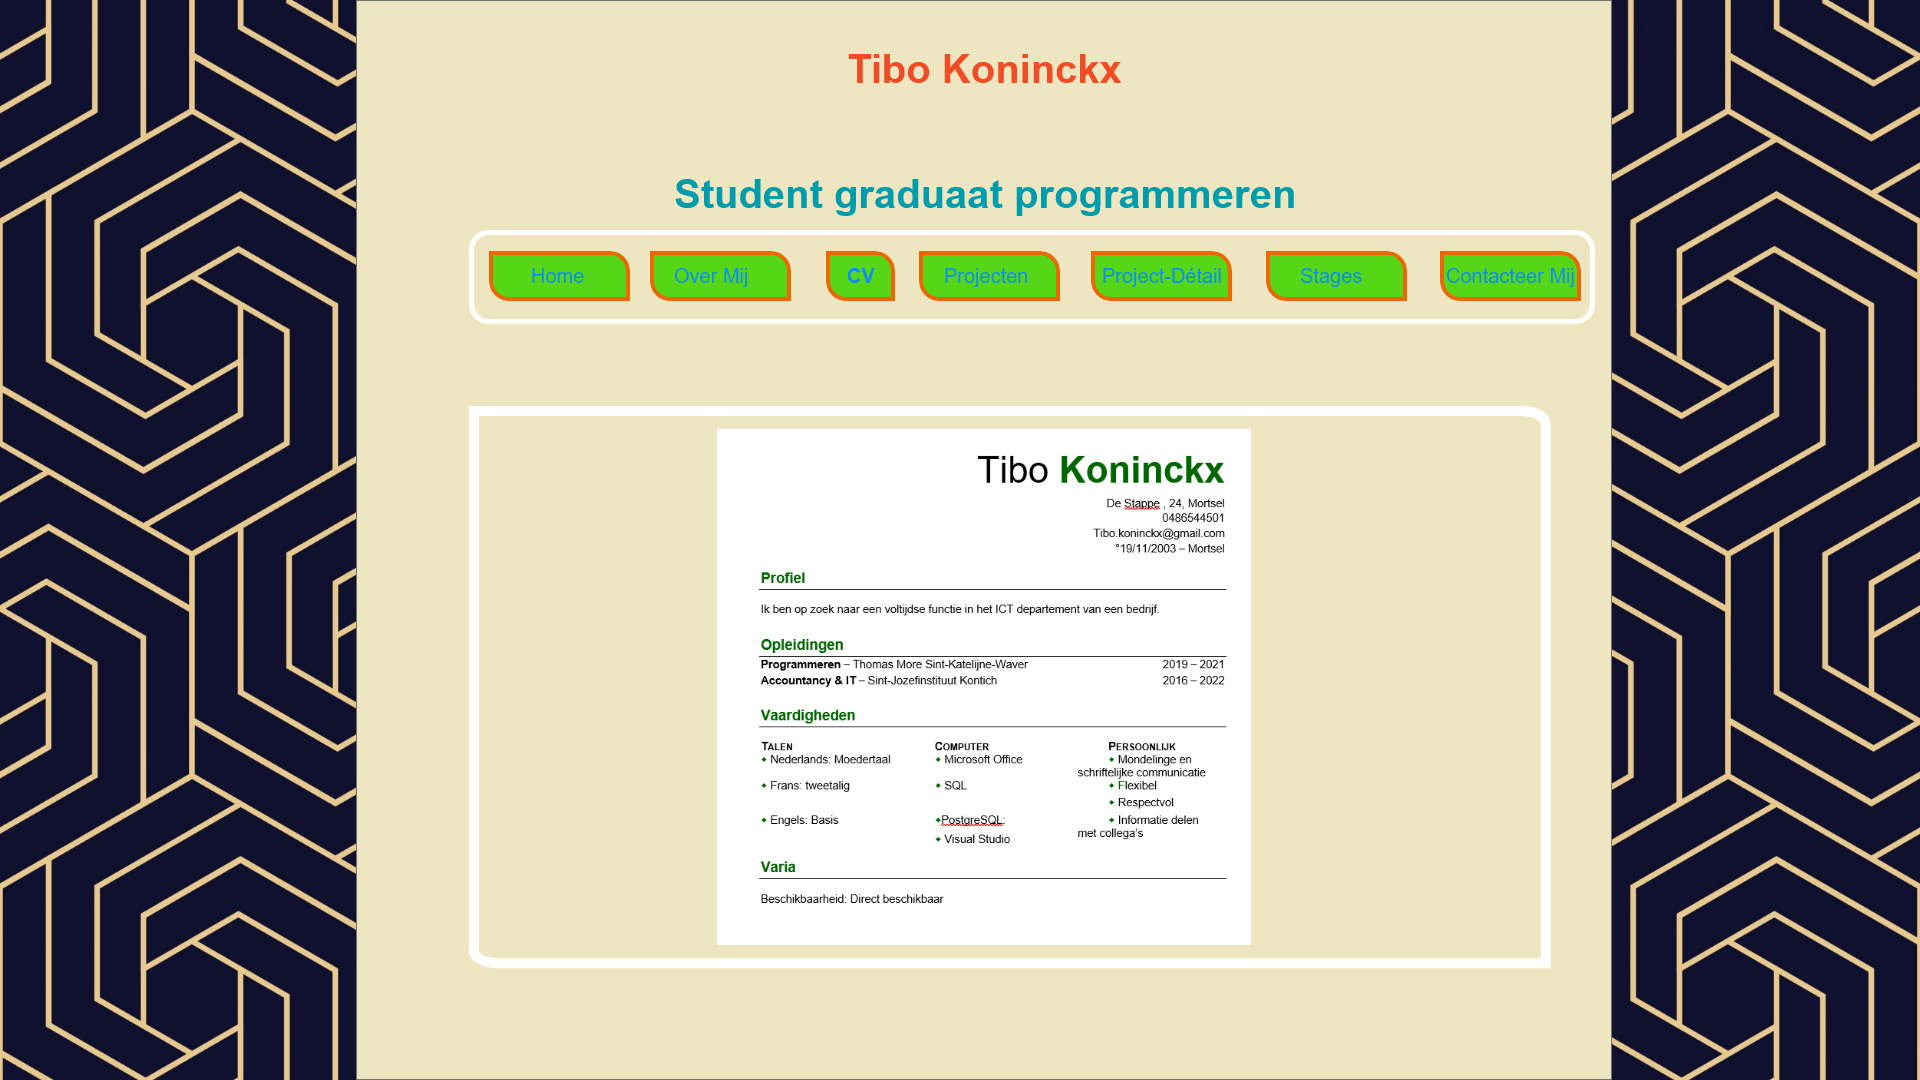 Tibo Koninckx
Student graduaat programmeren
Home Over Mij CV Projecten Project-Détail Stages Contacteer Mij
Tibo Koninckx
De Stappe , 24, Mortsel
0486544501
Tibo.koninckx@gmail.com
°19/11/2003 – Mortsel
Profiel
Ik ben op zoek naar een voltijdse functie in het ICT departement van een bedrijf.
Opleidingen
Programmeren – Thomas More Sint-Katelijne-Waver 2019 – 2021
Accountancy & IT – Sint-Jozefinstituut Kontich 2016 – 2022
Vaardigheden
TALEN COMPUTER PERSOONLIJK
• Nederlands: Moedertaal • Microsoft Office • Mondelinge en
schriftelijke communicatie
• Frans: tweetalig • SQL • Flexibel
• Respectvol
• Engels: Basis •PostgreSQL: • Informatie delen
met collega's
• Visual Studio
Varia
Beschikbaarheid: Direct beschikbaar